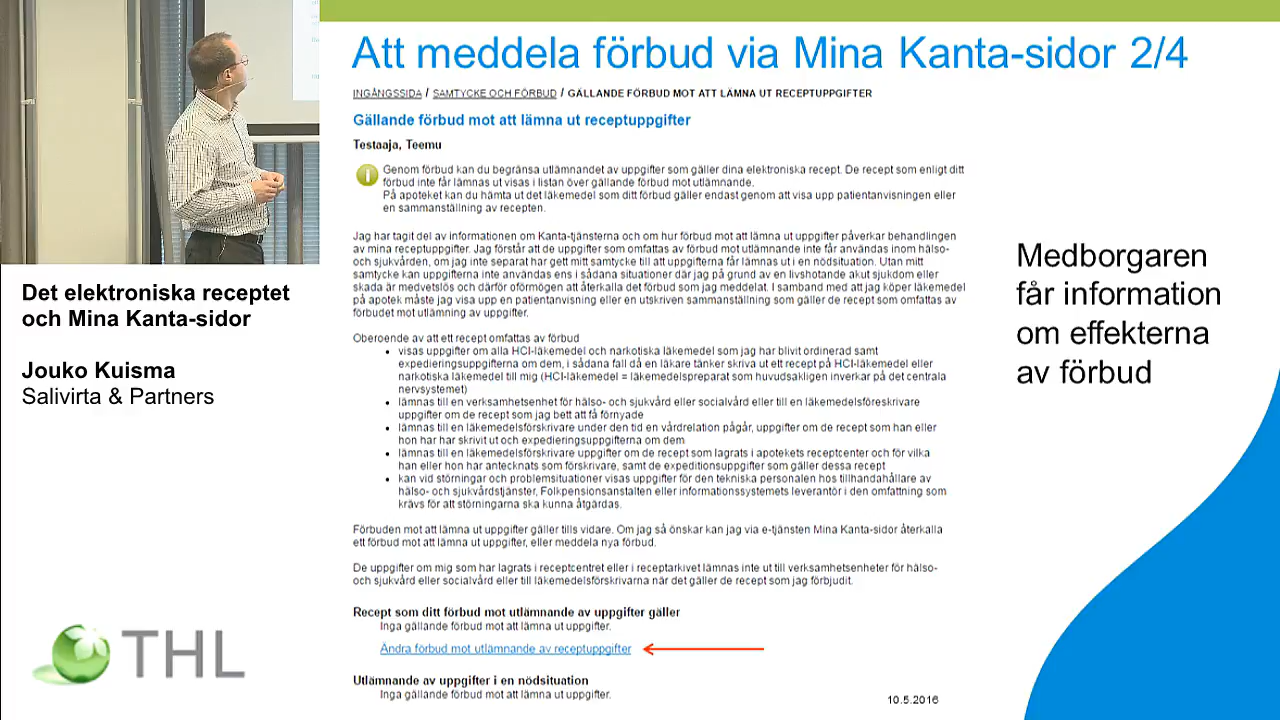 Att meddela förbud via Mina Kanta-sidor 2/4
INGÅNGSSIDA / SAMTYCKE OCH FÖRBUD / GÄLLANDE FÖRBUD MOT ATT LÄMNA UT RECEPTUPPGIFTER
Gällande förbud mot att lämna ut receptuppgifter
Testaaja, Teemu
Genom förbud kan du begränsa utlämnandet av uppgifter som gäller dina elektroniska recept. De recept som enligt ditt
förbud inte får lämnas ut visas i listan över gällande förbud mot utlämnande.
På apoteket kan du hämta ut det läkemedel som ditt förbud gäller endast genom att visa upp patientanvisningen eller
en sammanställning av recepten.
Jag har tagit del av informationen om Kanta-tjänsterna och om hur förbud mot att lämna ut uppgifter påverkar behandlingen
av mina receptuppgifter. Jag förstår att de uppgifter som omfattas av förbud mot utlämnande inte får användas inom hälso-
och sjukvården, om jag inte separat har gett mitt samtycke till att uppgifterna får lämnas ut i en nödsituation. Utan mitt
samtycke kan uppgifterna inte användas ens i sådana situationer där jag på grund av en livshotande akut sjukdom eller
skada är medvetslös och därför oförmögen att återkalla det förbud som jag meddelat. I samband med att jag köper läkemedel
på apotek måste jag visa upp en patientanvisning eller en utskriven sammanställning som gäller de recept som omfattas av
förbudet mot utlämning av uppgifter.
Oberoende av att ett recept omfattas av förbud
• visas uppgifter om alla HCI-läkemedel och narkotiska läkemedel som jag har blivit ordinerad samt
expedieringsuppgifterna om dem, i sådana fall då en läkare tänker skriva ut ett recept på HCI-läkemedel eller
narkotiska läkemedel till mig (HCI-läkemedel = läkemedelspreparat som huvudsakligen inverkar på det centrala
nervsystemet)
• lämnas till en verksamhetsenhet för hälso- och sjukvård eller socialvård eller till en läkemedelsföreskrivare
uppgifter om de recept som jag bett att få förnyade
• lämnas till en läkemedelsförskrivare under den tid en vårdrelation pågår, uppgifter om de recept som han eller
hon har har skrivit ut och expedieringsuppgifterna om dem
• lämnas till en läkemedelsförskrivare uppgifter om de recept som lagrats i apotekets receptcenter och för vilka
han eller hon har antecknats som förskrivare, samt de expeditionsuppgifter som gäller dessa recept
• kan vid störningar och problemsituationer visas uppgifter för den tekniska personalen hos tillhandahållare av
hälso- och sjukvårdstjänster, Folkpensionsanstalten eller informationssystemets leverantör i den omfattning som
krävs för att störningarna ska kunna åtgärdas.
Förbuden mot att lämna ut uppgifter gäller tills vidare. Om jag så önskar kan jag via e-tjänsten Mina Kanta-sidor återkalla
ett förbud mot att lämna ut uppgifter, eller meddela nya förbud.
De uppgifter om mig som har lagrats i receptcentret eller i receptarkivet lämnas inte ut till verksamhetsenheter för hälso-
och sjukvård eller socialvård eller till läkemedelsförskrivarna när det gäller de recept som jag förbjudit.
Recept som ditt förbud mot utlämnande av uppgifter gäller
Inga gällande förbud mot att lämna ut uppgifter.
Ändra förbud mot utlämnande av receptuppgifter
Utlämnande av uppgifter i en nödsituation
Inga gällande förbud mot att lämna ut uppgifter.
10.5.2016
Medborgaren
får information
om effekterna
av förbud
Det elektroniska receptet
och Mina Kanta-sidor
Jouko Kuisma
Salivirta & Partners
THL